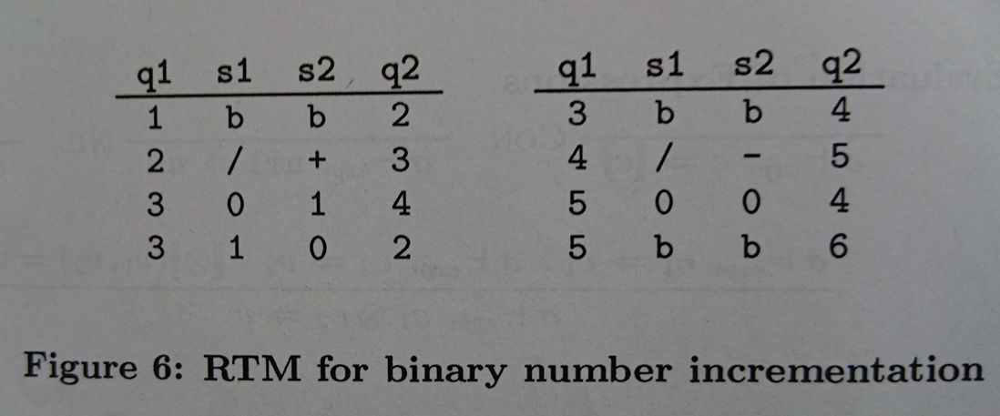 q1 s1 s2 q2
1 b b 2
2 / + 3
3 0 1 4
3 1 0 2
q1 s1 s2 q2
3 b b 4
4 / - 5
5 0 0 4
5 b b 6
Figure 6: RTM for binary number incrementation